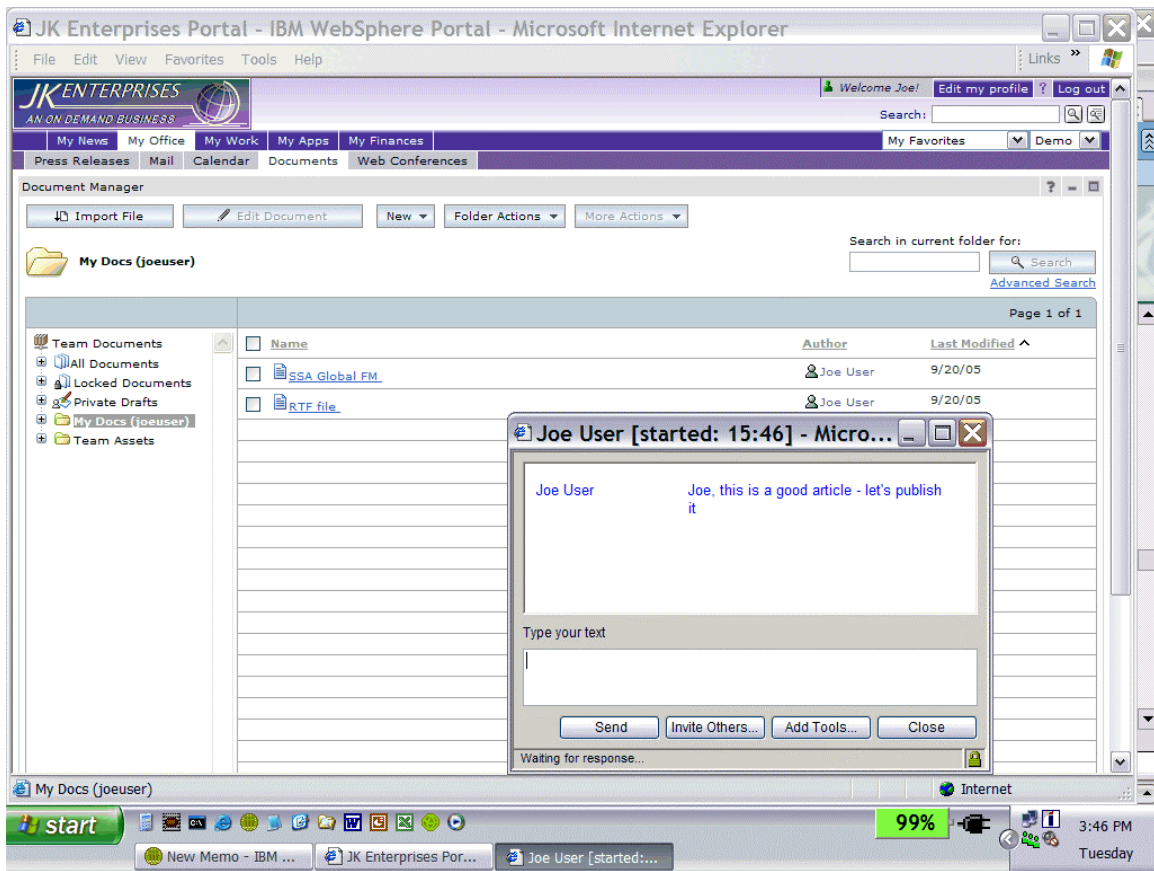 JK Enterprises Portal - IBM WebSphere Portal - Microsoft Internet Explorer
File Edit View Favorites Tools Help Links »
JK ENTERPRISES
AN ON DEMAND BUSINESS
Welcome Joe! Edit my profile ? Log out
Search:
My News My Office My Work My Apps My Finances My Favorites Demo
Press Releases Mail Calendar Documents Web Conferences
Document Manager ?
Import File Edit Document New Folder Actions More Actions
Search in current folder for:
My Docs (joeuser) Search
Advanced Search
Page 1 of 1
Team Documents Name Author Last Modified
All Documents
SSA Global FM Joe User 9/20/05
Locked Documents
Private Drafts
RTF file Joe User 9/20/05
My Docs (joeuser)
Team Assets
Joe User [started: 15:46] - Micro...
Joe User Joe, this is a good article - let's publish
it
Type your text
Send Invite Others... Add Tools... Close
Waiting for response...
My Docs (joeuser) Internet
start 99% 3:46 PM
New Memo - IBM ... JK Enterprises Por... Joe User [started:... Tuesday